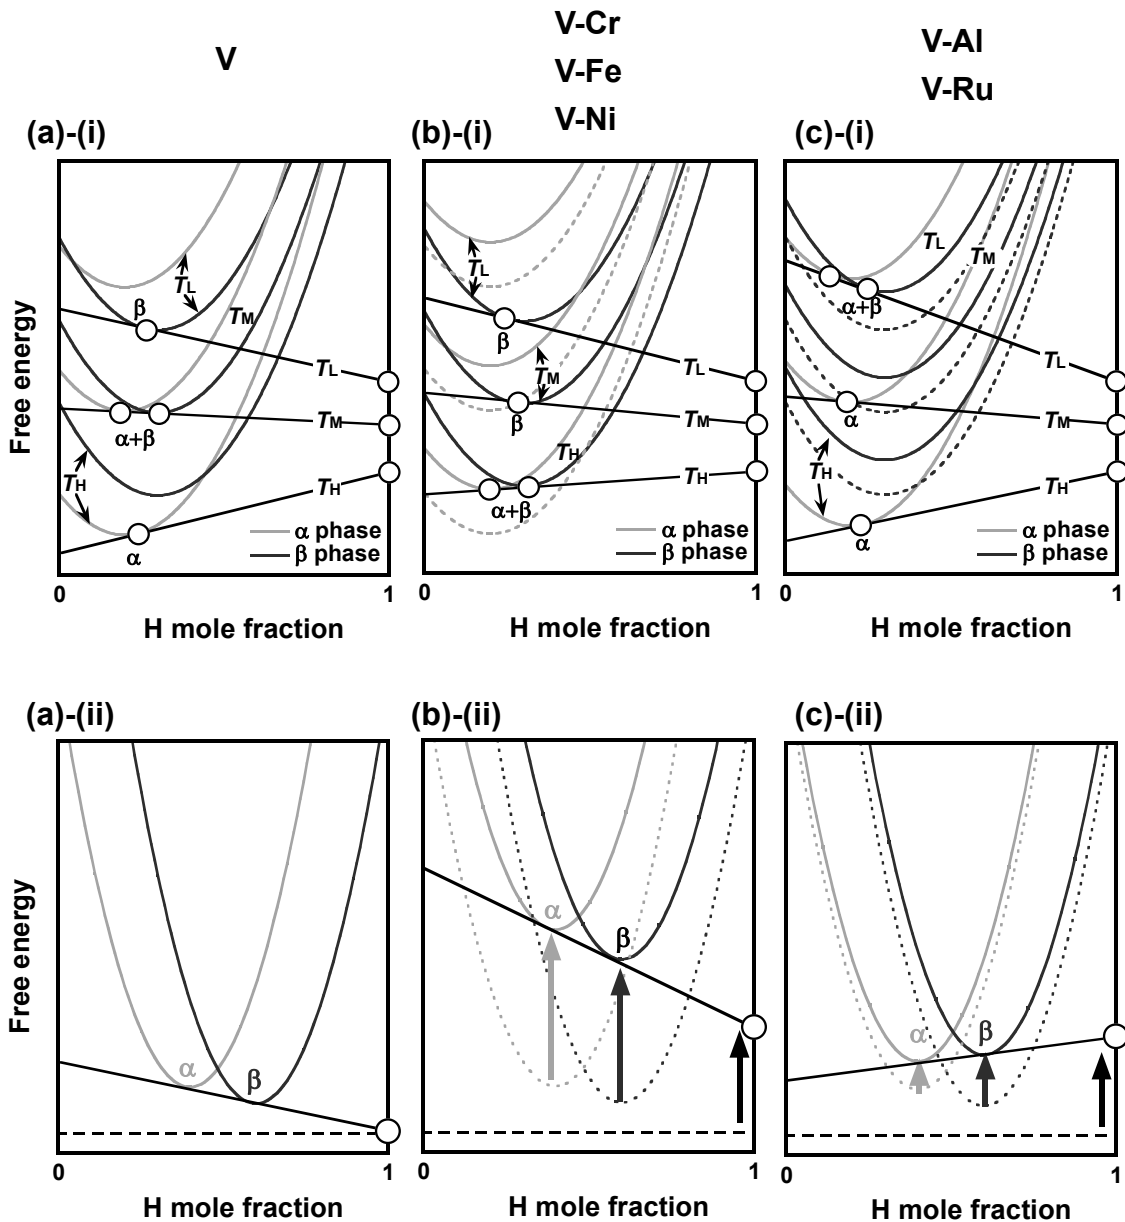 V
V-Cr
V-Fe
V-Ni
V-Al
V-Ru
(a)-(i)
(b)-(i)
(c)-(i)
Free energy
TL
β
TM
TL
α+β
TM
TH
TH
α
α phase
β phase
0
1
H mole fraction
TL
β
TL
TM
β
TM
TH
TH
α+β
α phase
β phase
0
1
H mole fraction
TL
TM
α+β
TL
α
TM
TH
TH
α
α phase
β phase
0
1
H mole fraction
(a)-(ii)
(b)-(ii)
(c)-(ii)
Free energy
α
β
0
1
H mole fraction
α
β
0
1
H mole fraction
α
β
0
1
H mole fraction